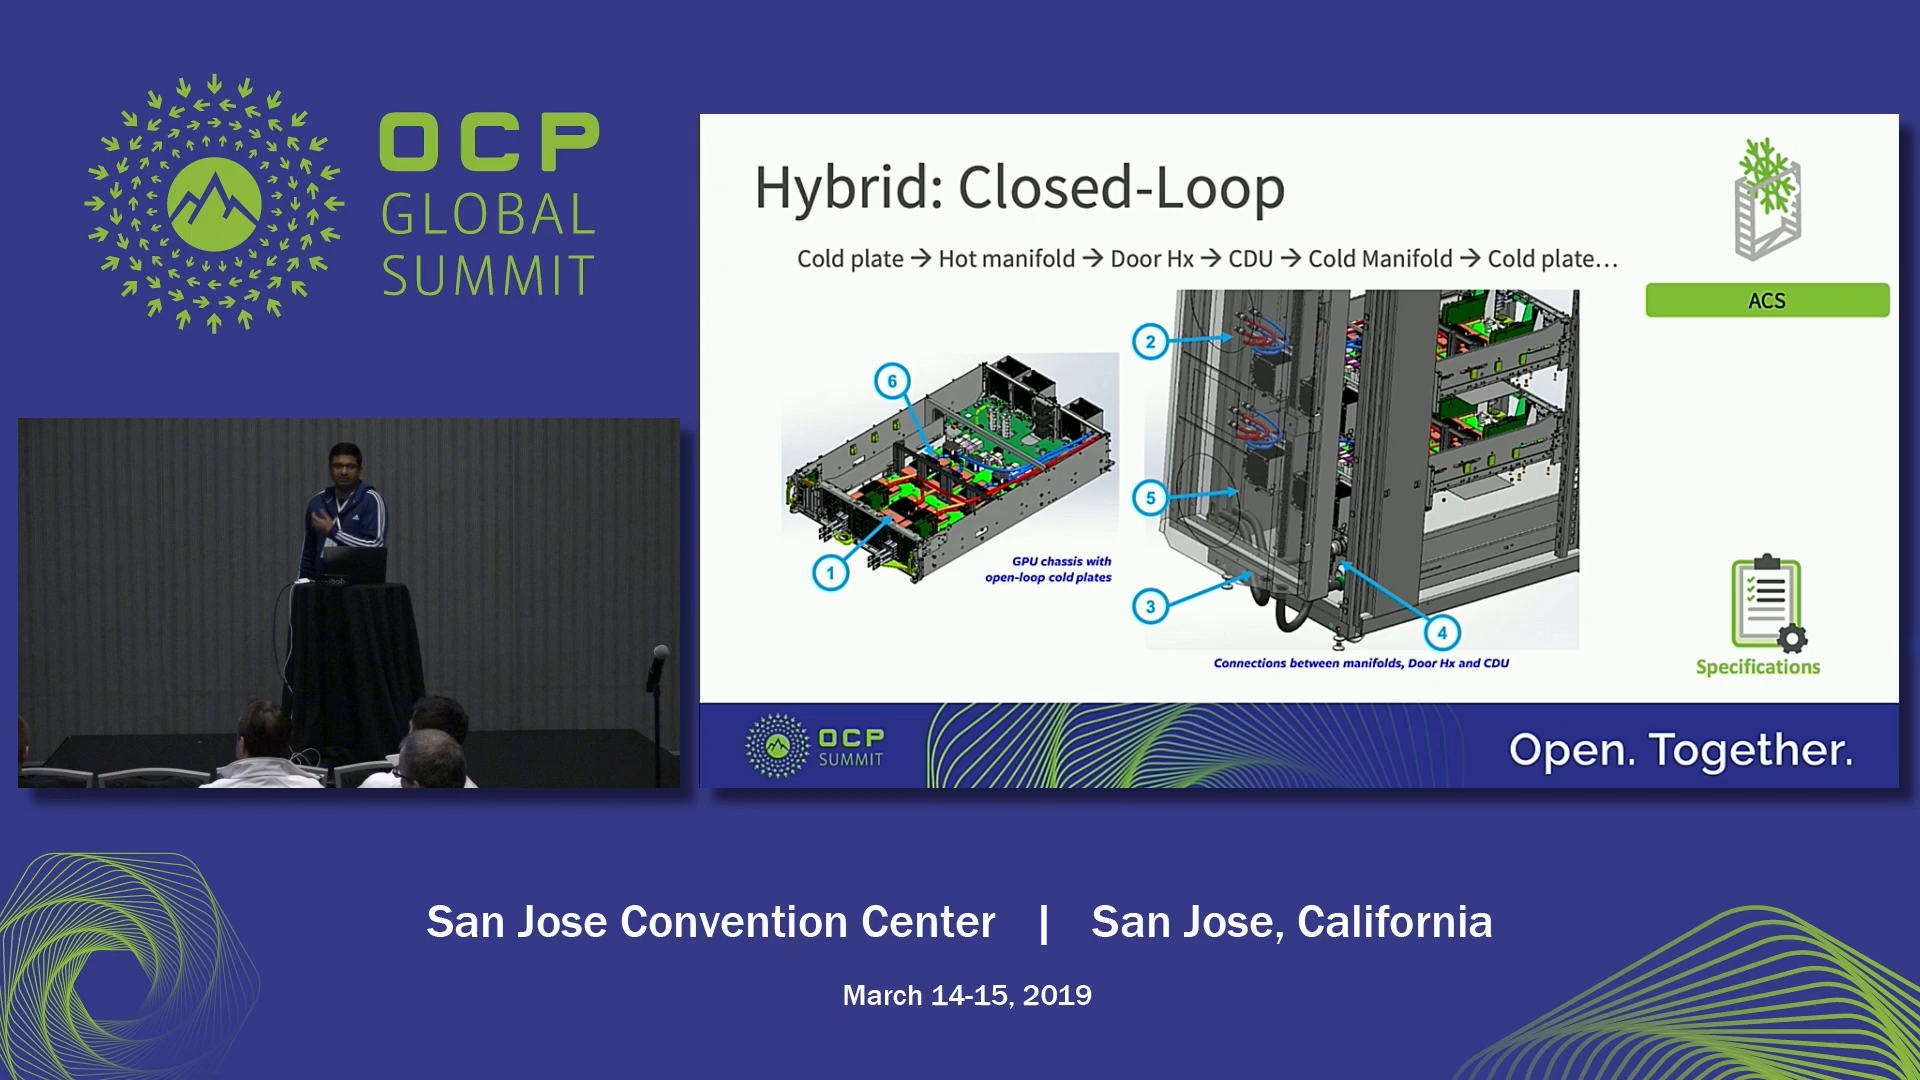 OCP
GLOBAL
SUMMIT
Hybrid: Closed-Loop
Cold plate → Hot manifold → Door Hx → CDU → Cold Manifold → Cold plate...
ACS
2
6
5
1
GPU chassis with
open-loop cold plates
3
4
Connections between manifolds, Door Hx and CDU
Specifications
OCP
SUMMIT
Open. Together.
San Jose Convention Center | San Jose, California
March 14-15, 2019